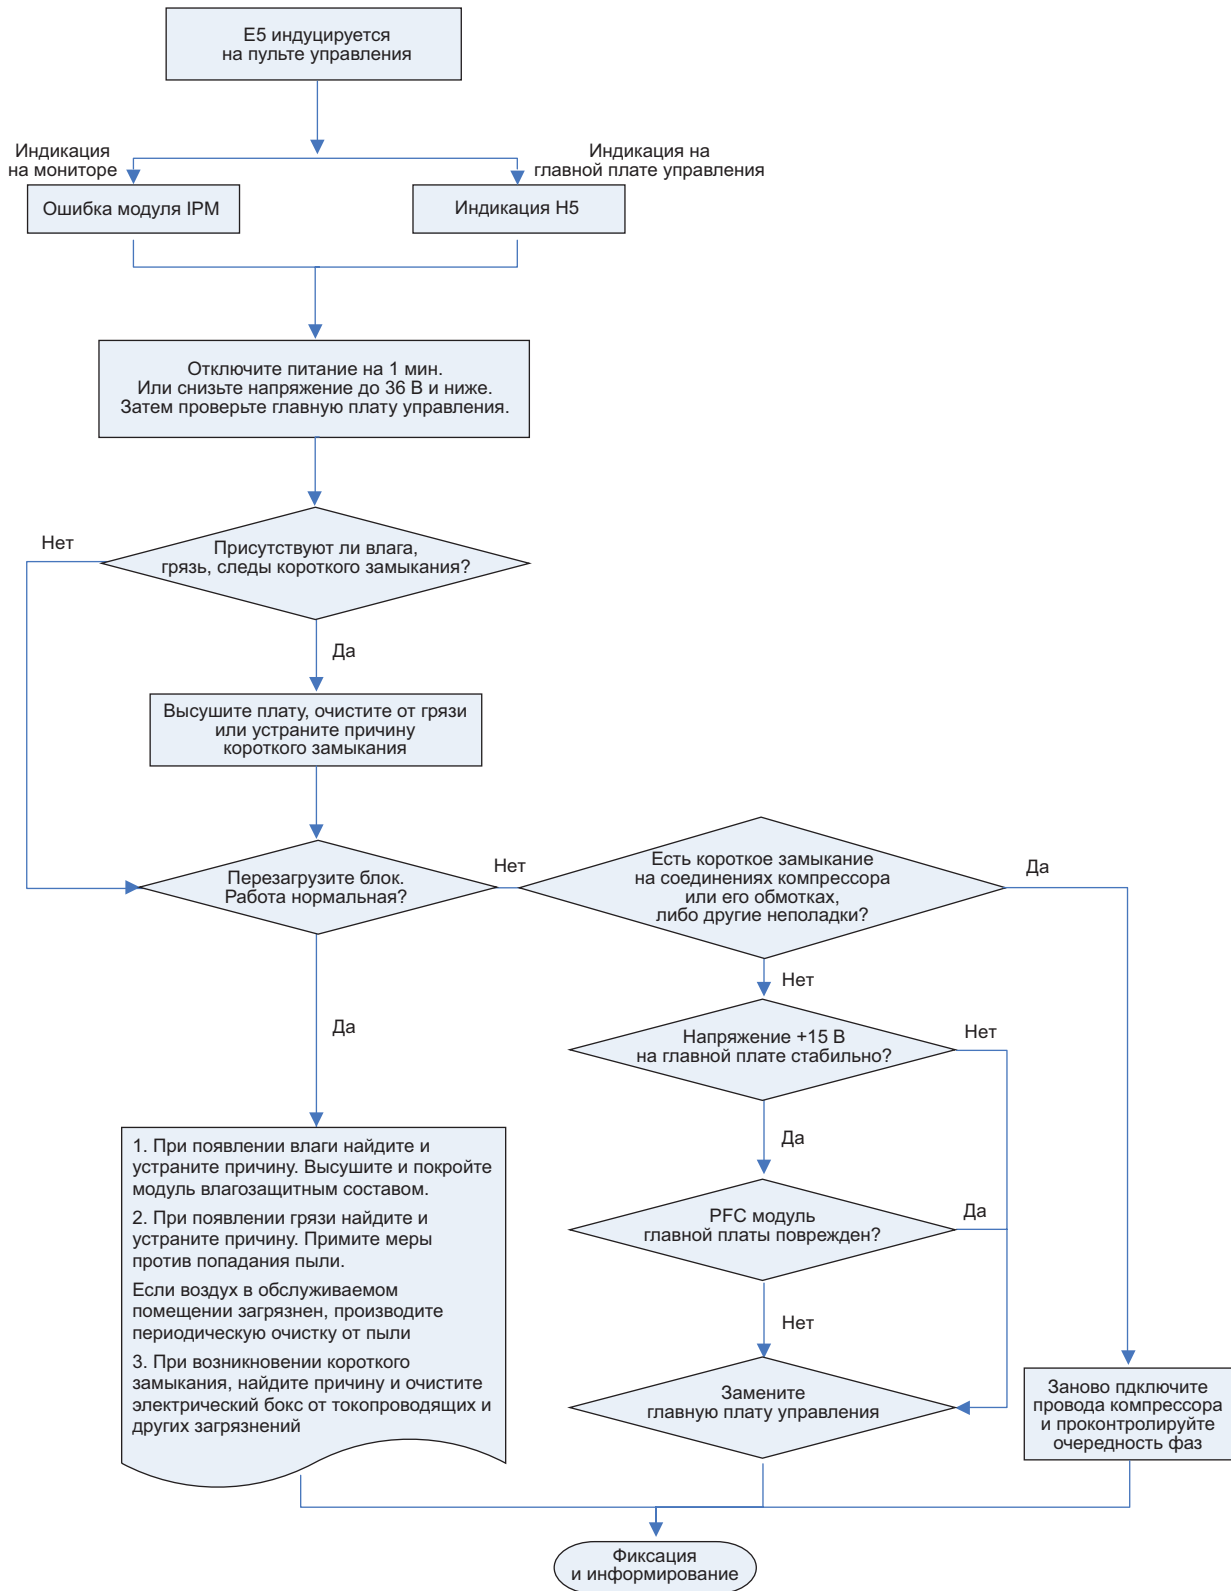 E5 индуцируется
на пульте управления
Индикация
на мониторе
Индикация на
главной плате управления
Ошибка модуля IPM
Индикация H5
Отключите питание на 1 мин.
Или снизьте напряжение до 36 В и ниже.
Затем проверьте главную плату управления.
Нет
Присутствуют ли влага,
грязь, следы короткого замыкания?
Да
Высушите плату, очистите от грязи
или устраните причину
короткого замыкания
Перезагрузите блок.
Работа нормальная?
Нет
Есть короткое замыкание
на соединениях компрессора
или его обмотках,
либо другие неполадки?
Да
Нет
Да
Напряжение +15 В
на главной плате стабильно?
Нет
Да
1. При появлении влаги найдите и
устраните причину. Высушите и покройте
модуль влагозащитным составом.
2. При появлении грязи найдите и
устраните причину. Примите меры
против попадания пыли.
Если воздух в обслуживаемом
помещении загрязнен, производите
периодическую очистку от пыли
3. При возникновении короткого
замыкания, найдите причину и очистите
электрический бокс от токопроводящих и
других загрязнений
PFC модуль
главной платы поврежден?
Да
Нет
Замените
главную плату управления
Заново пдключите
провода компрессора
и проконтролируйте
очередность фаз
Фиксация
и информирование